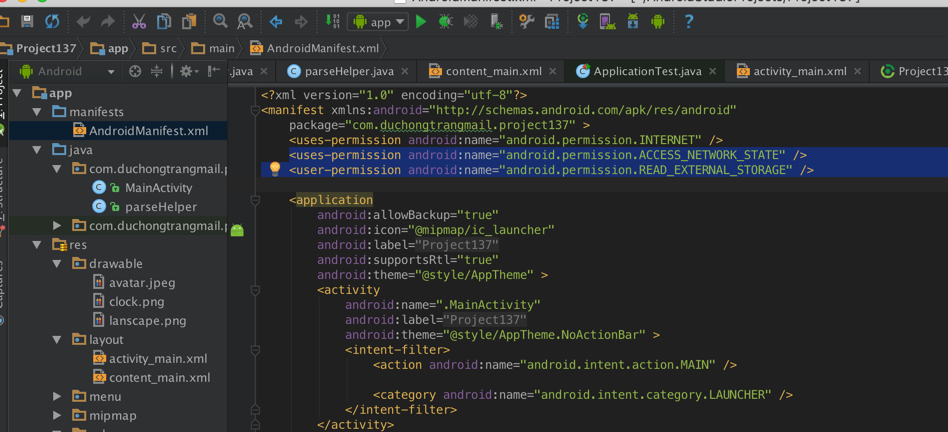 app
Project137
app
src
main
AndroidManifest.xml
Android
.java
parseHelper.java
content_main.xml
ApplicationTest.java
activity_main.xml
Project13
app
manifests
AndroidManifest.xml
java
com.duchongtrangmail.p
MainActivity
parseHelper
com.duchongtrangmail.p
res
drawable
avatar.jpeg
clock.png
lanscape.png
layout
activity_main.xml
content_main.xml
menu
mipmap
<?xml version="1.0" encoding="utf-8"?>
<manifest xmlns:android="http://schemas.android.com/apk/res/android"
package="com.duchongtrangmail.project137" >
<uses-permission android:name="android.permission.INTERNET" />
<uses-permission android:name="android.permission.ACCESS_NETWORK_STATE" />
<user-permission android:name="android.permission.READ_EXTERNAL_STORAGE" />
<application
android:allowBackup="true"
android:icon="@mipmap/ic_launcher"
android:label="Project137"
android:supportsRtl="true"
android:theme="@style/AppTheme" >
<activity
android:name=".MainActivity"
android:label="Project137"
android:theme="@style/AppTheme.NoActionBar" >
<intent-filter>
<action android:name="android.intent.action.MAIN" />
<category android:name="android.intent.category.LAUNCHER" />
</intent-filter>
</activity>